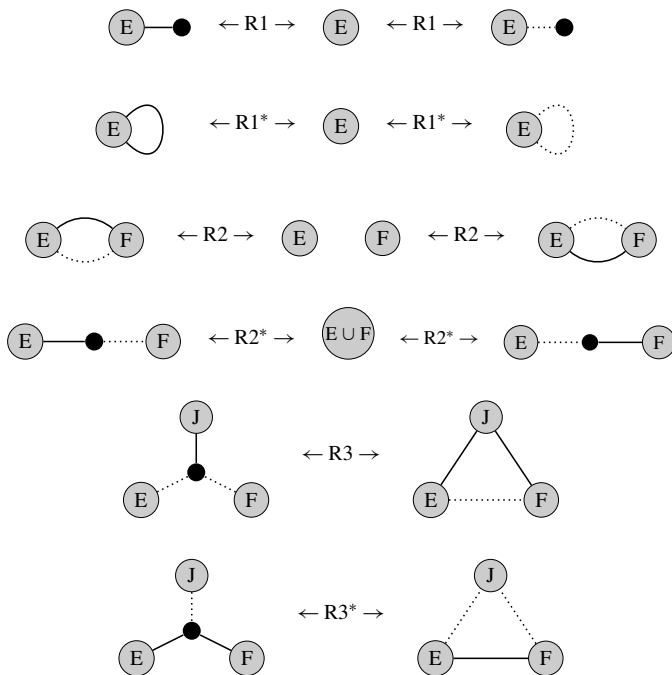 E ← R1 → E ← R1 → E
E ← R1* → E ← R1* → E
E F ← R2 → E F ← R2 → E F
E F ← R2* → E ∪ F ← R2* → E F
J
← R3 →
J
E F E F
J
← R3* →
J
E F E F